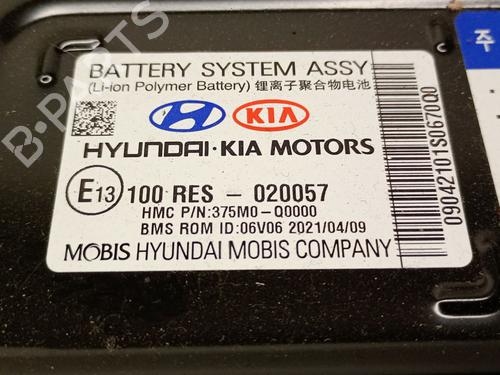 BATTERY SYSTEM ASSY
(Li-ion Polymer Battery) 锂离子聚合物电池
KIA
HYUNDAI·KIA MOTORS
E13 100 RES - 020057
HMC P/N:375M0-Q0000
BMS ROM ID:06V06 2021/04/09
MOBIS HYUNDAI MOBIS COMPANY
09042101S0670Q0
주
B-PARTS